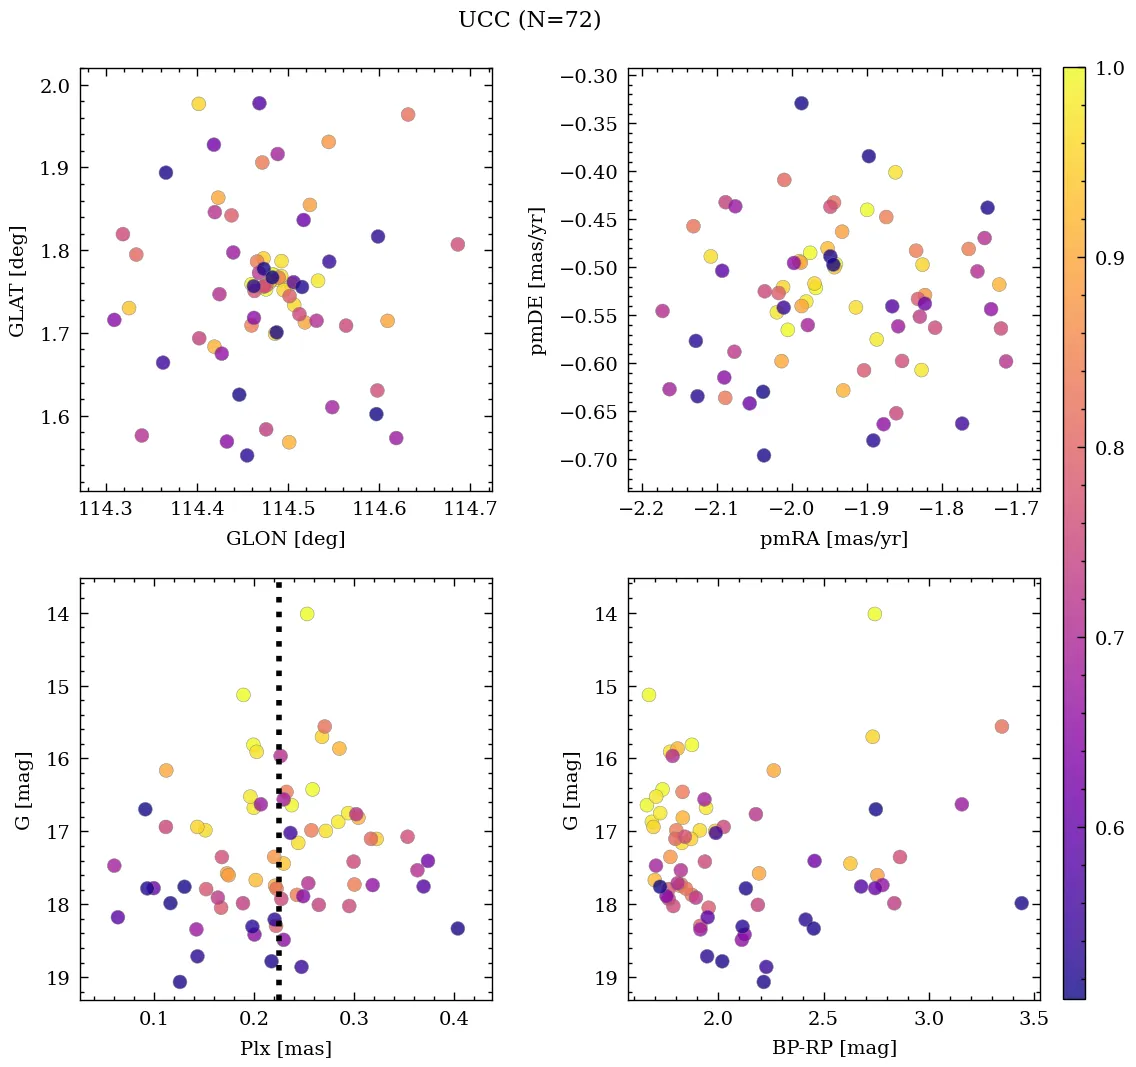 UCC (N=72)
2.0
1.9
1.8
1.7
1.6
GLAT [deg]
114.3 114.4 114.5 114.6 114.7
GLON [deg]
−0.30
−0.35
−0.40
−0.45
−0.50
−0.55
−0.60
−0.65
−0.70
pmDE [mas/yr]
−2.2 −2.1 −2.0 −1.9 −1.8 −1.7
pmRA [mas/yr]
14
15
16
17
18
19
G [mag]
0.1 0.2 0.3 0.4
Plx [mas]
14
15
16
17
18
19
G [mag]
2.0 2.5 3.0 3.5
BP-RP [mag]
1.0
0.9
0.8
0.7
0.6